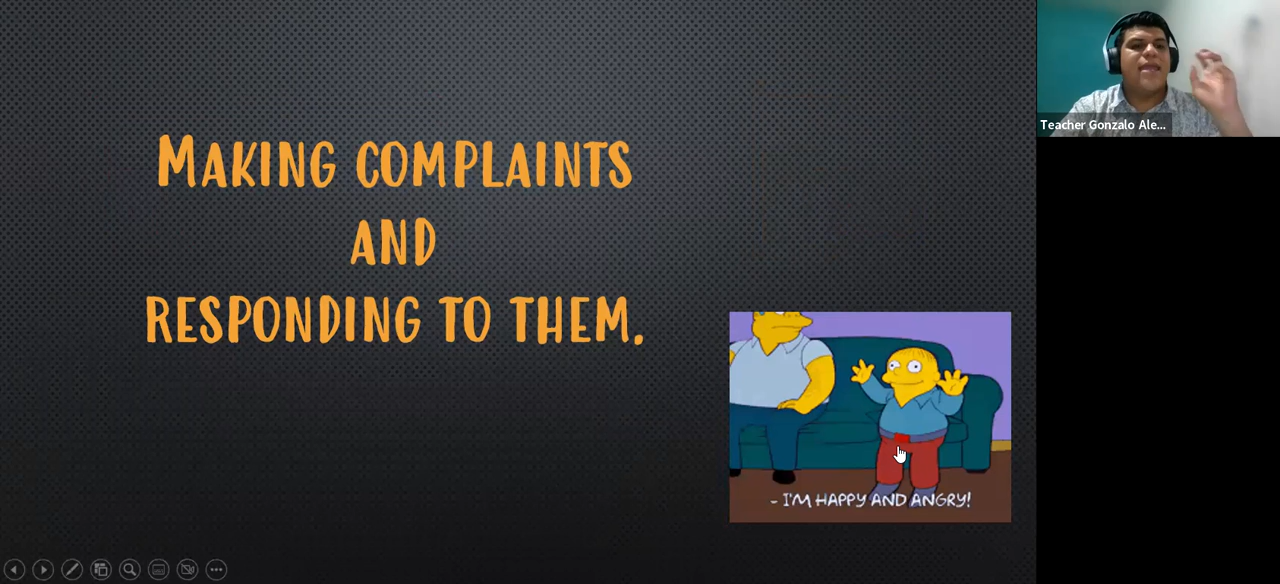 Making complaints
and
responding to them.
- I'm happy and angry!
Teacher Gonzalo Ale...